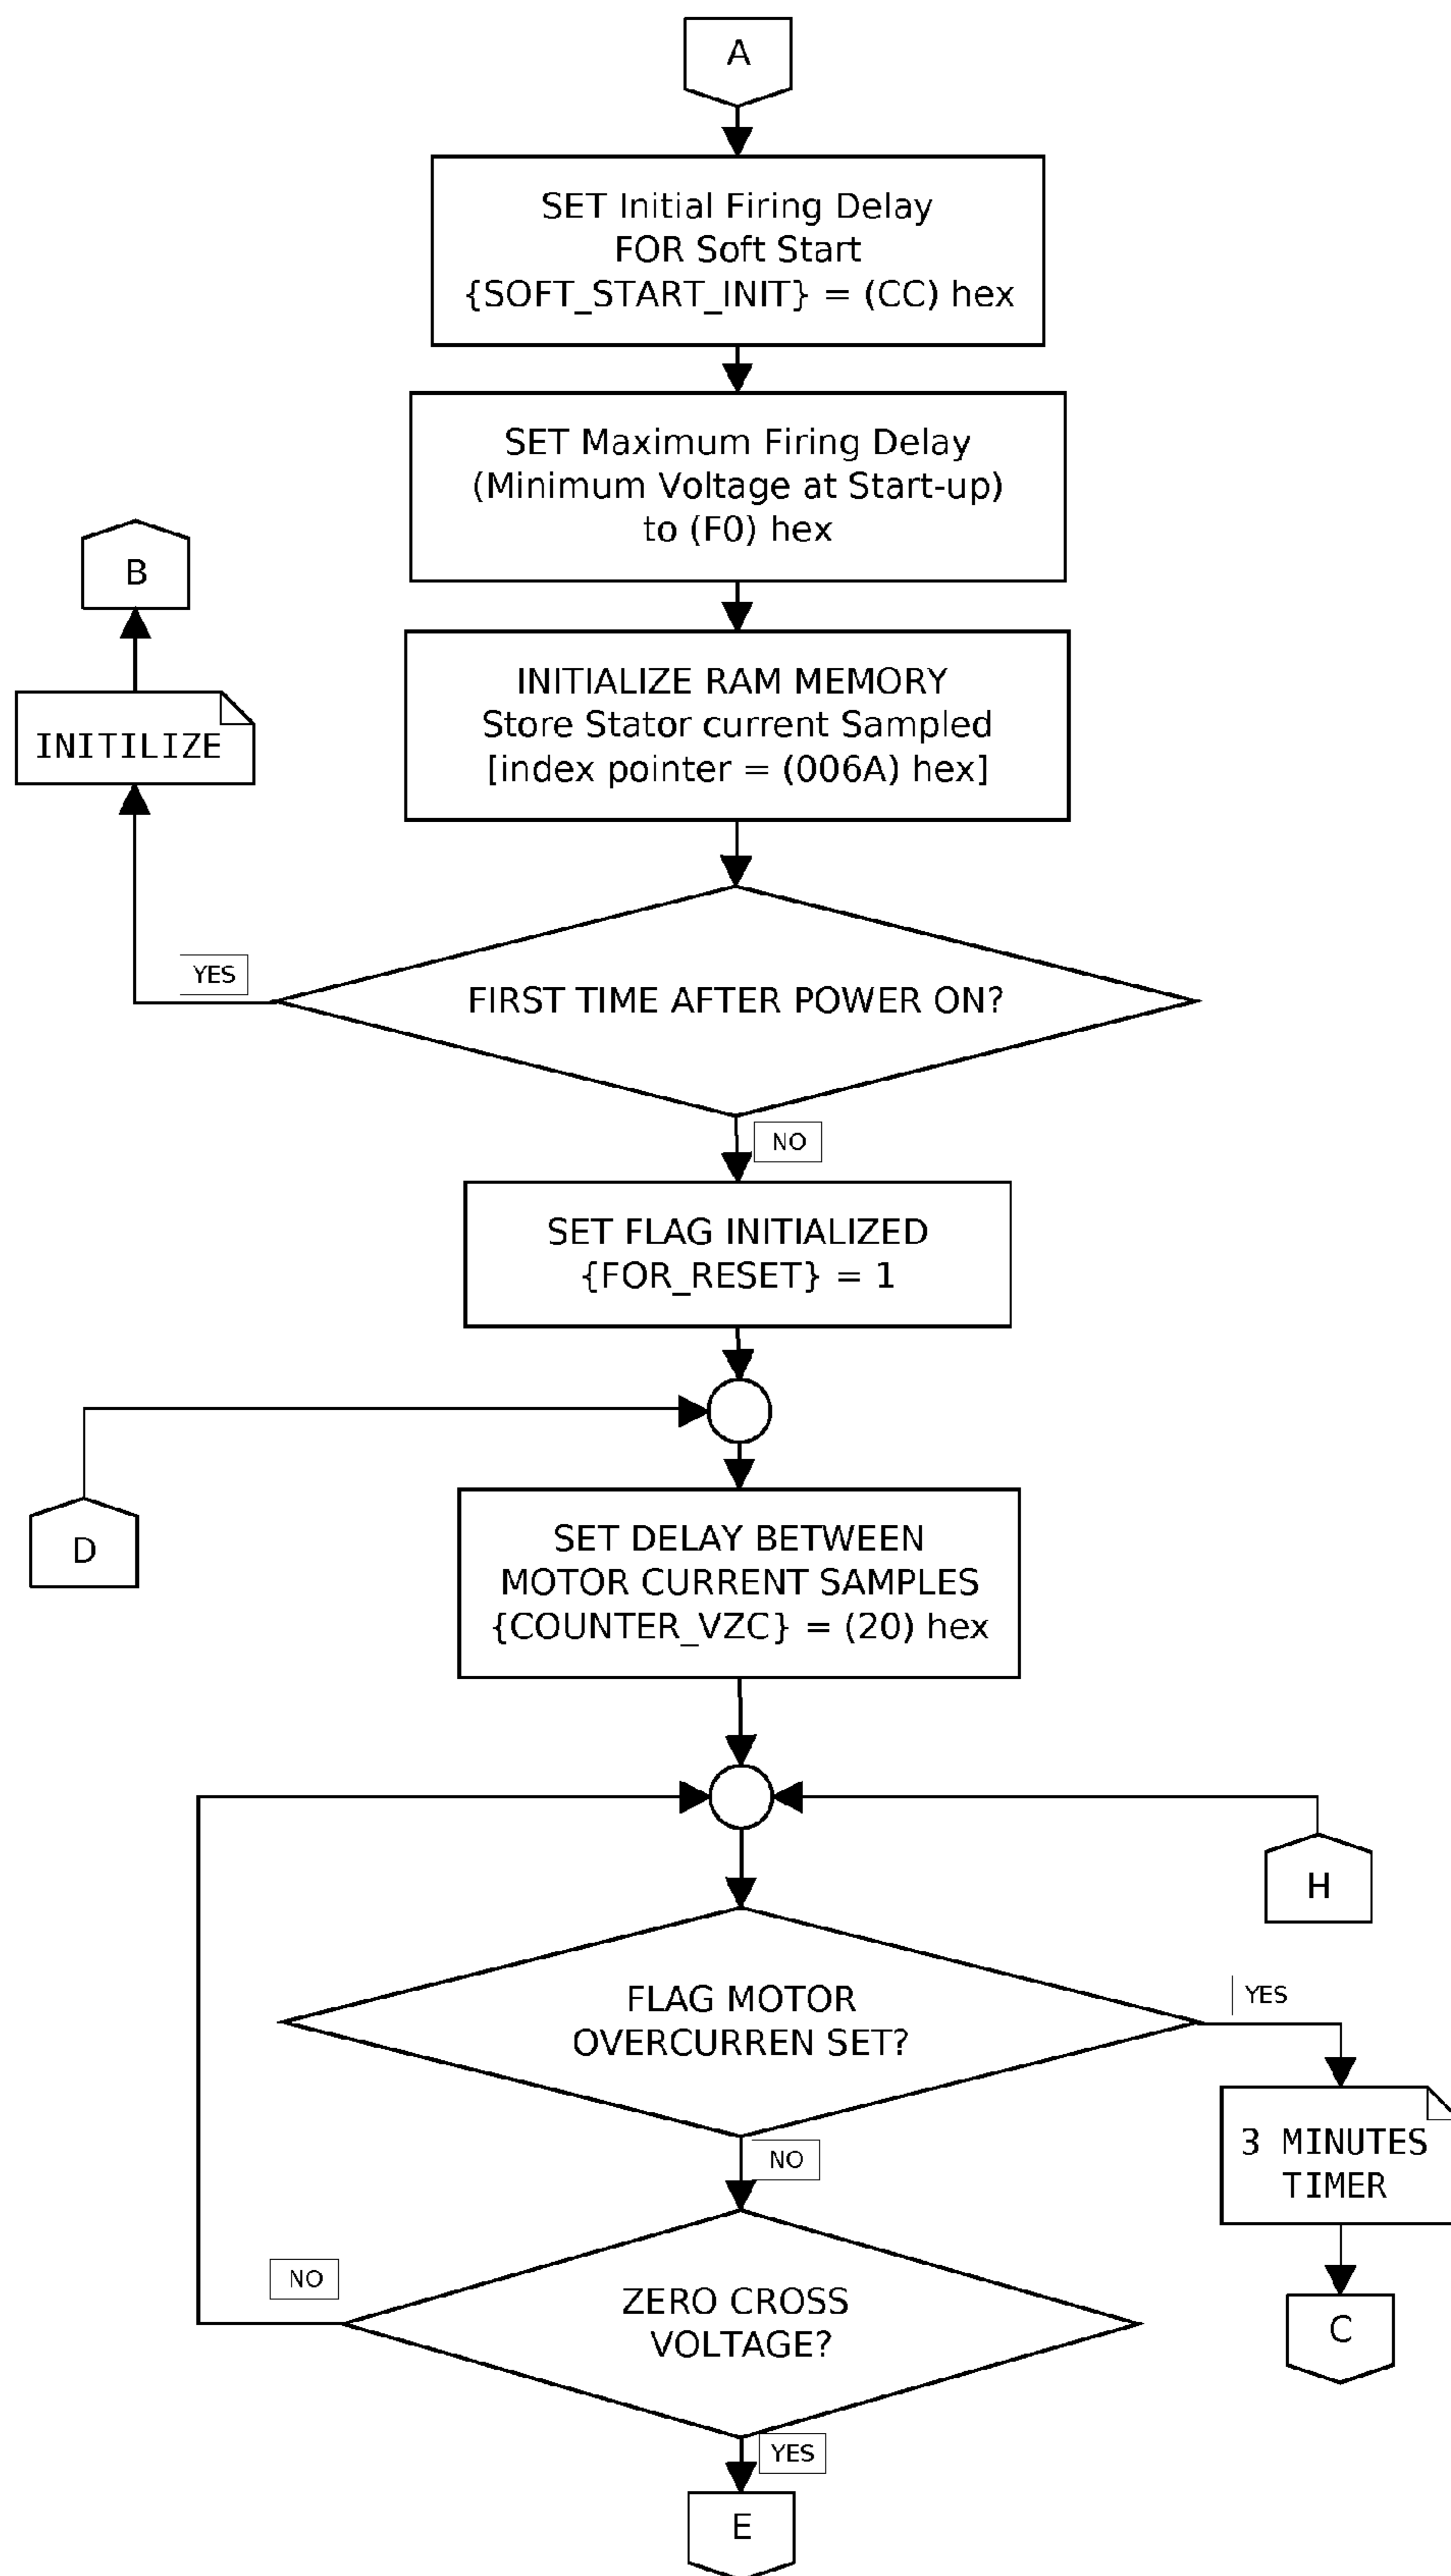 A
SET Initial Firing Delay
FOR Soft Start
{SOFT_START_INIT} = (CC) hex
SET Maximum Firing Delay
(Minimum Voltage at Start-up)
to (F0) hex
B
INITILIZE
INITIALIZE RAM MEMORY
Store Stator current Sampled
[index pointer = (006A) hex]
YES
FIRST TIME AFTER POWER ON?
NO
SET FLAG INITIALIZED
{FOR_RESET} = 1
D
SET DELAY BETWEEN
MOTOR CURRENT SAMPLES
{COUNTER_VZC} = (20) hex
H
FLAG MOTOR
OVERCURREN SET?
YES
3 MINUTES
TIMER
NO
C
NO
ZERO CROSS
VOLTAGE?
YES
E